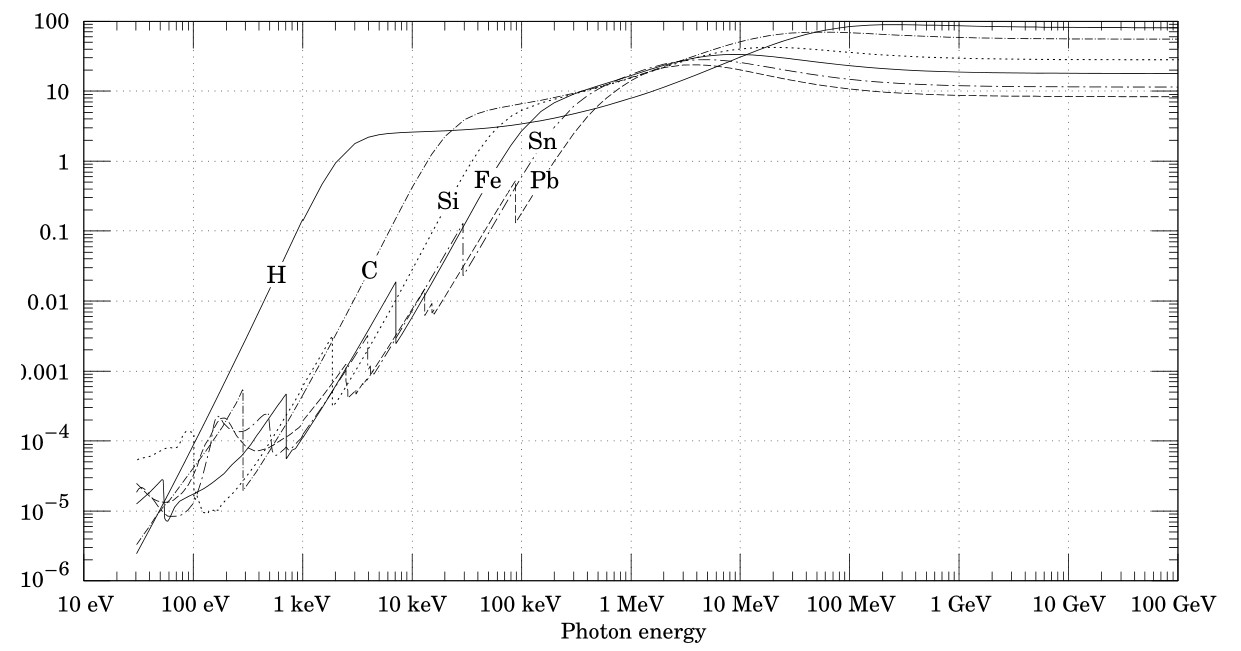 100
10
1
0.1
0.01
0.001
10−4
10−5
10−6
Sn
Fe
Pb
Si
H
C
10 eV 100 eV 1 keV 10 keV 100 keV 1 MeV 10 MeV 100 MeV 1 GeV 10 GeV 100 GeV
Photon energy